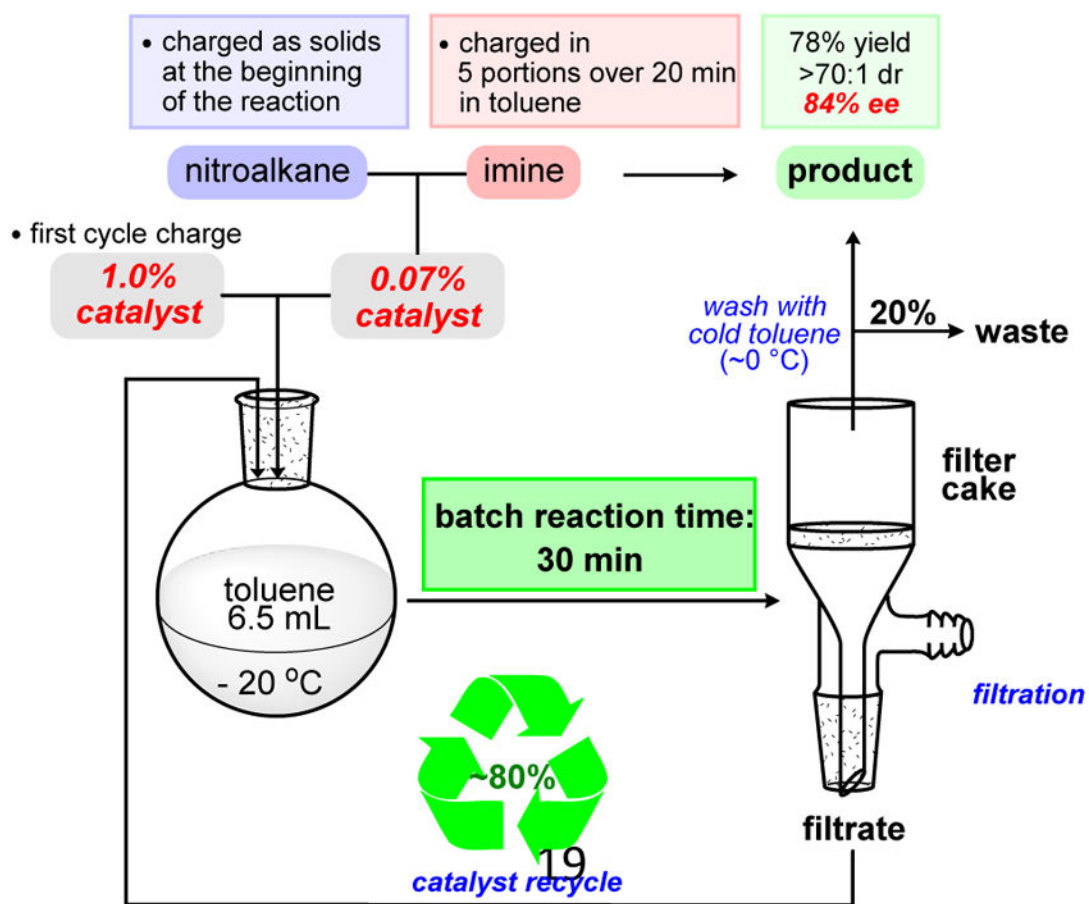 • charged as solids
at the beginning
of the reaction
• charged in
5 portions over 20 min
in toluene
78% yield
>70:1 dr
84% ee
nitroalkane
imine
product
• first cycle charge
1.0%
catalyst
0.07%
catalyst
wash with
cold toluene
(~0 °C)
20%
waste
filter
cake
batch reaction time:
30 min
toluene
6.5 mL
- 20 °C
filtration
~80%
filtrate
19
catalyst recycle